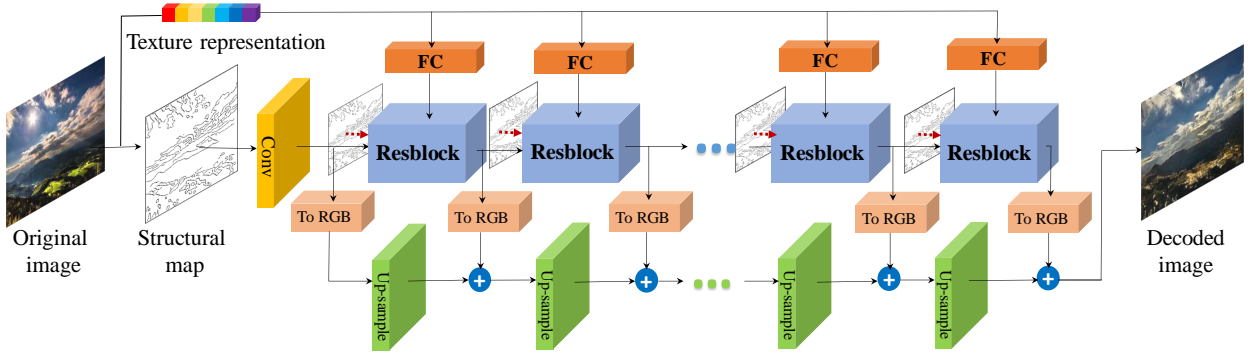 Texture representation
FC
FC
FC
FC
Conv
Resblock
Resblock
Resblock
Resblock
To RGB
To RGB
To RGB
To RGB
To RGB
Original
image
Structural
map
Up-sample
Up-sample
Up-sample
Up-sample
Decoded
image